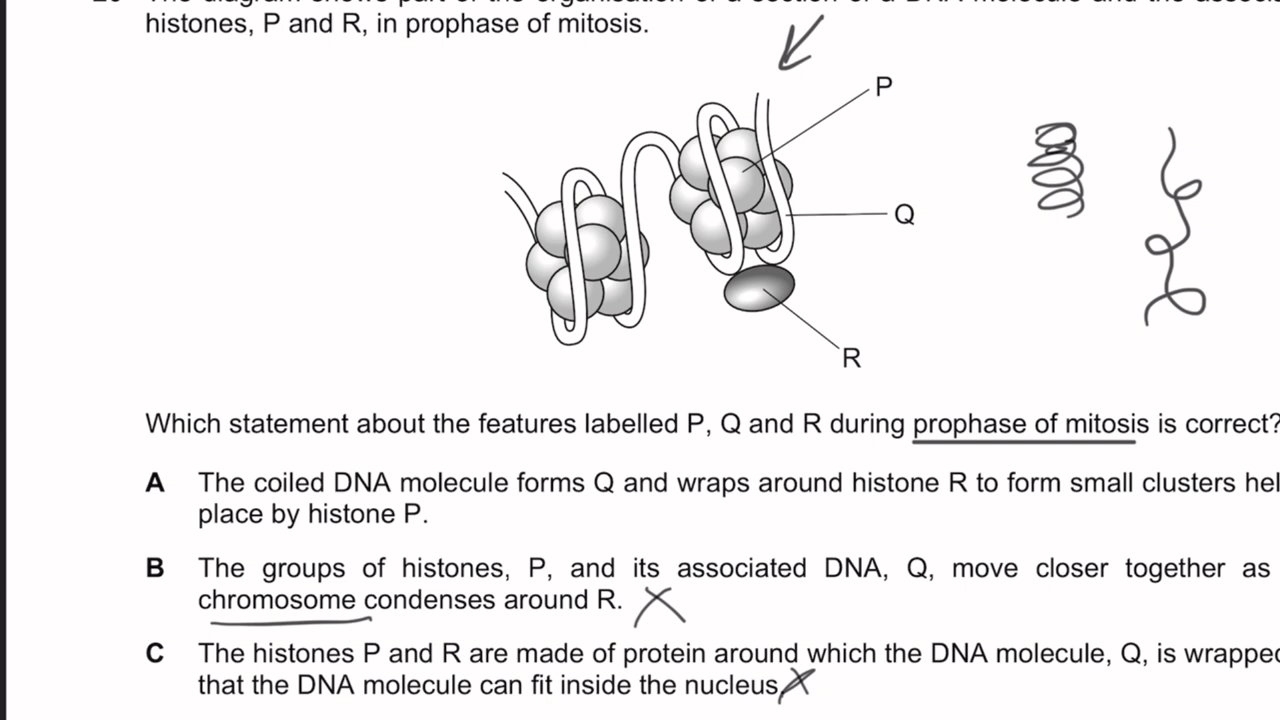 histones, P and R, in prophase of mitosis.
P
Q
R
Which statement about the features labelled P, Q and R during prophase of mitosis is correct?
A The coiled DNA molecule forms Q and wraps around histone R to form small clusters
place by histone P.
B The groups of histones, P, and its associated DNA, Q, move closer together as
chromosome condenses around R.
C The histones P and R are made of protein around which the DNA molecule, Q, is wrapped
that the DNA molecule can fit inside the nucleus.